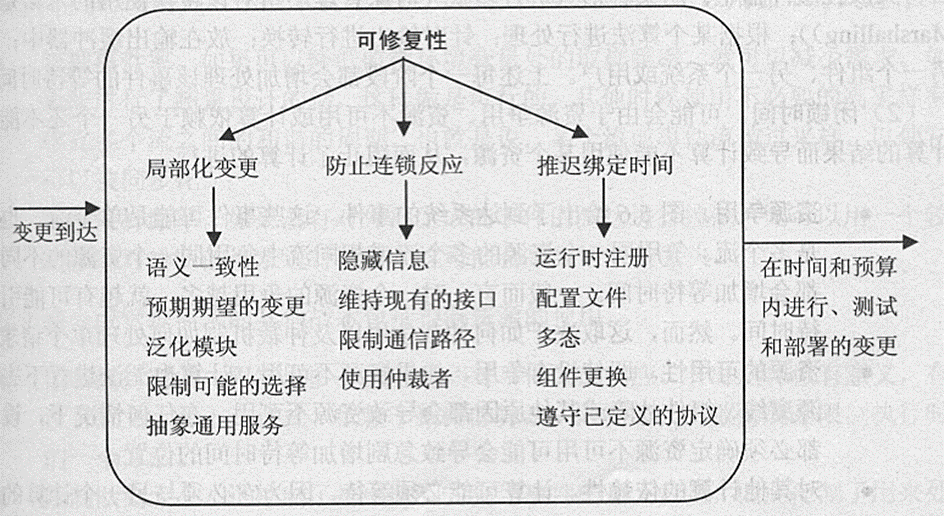 可修复性
局部化变更
防止连锁反应
推迟绑定时间
变更到达
语义一致性
预期期望的变更
泛化模块
限制可能的选择
抽象通用服务
隐藏信息
维持现有的接口
限制通信路径
使用仲裁者
运行时注册
配置文件
多态
组件更换
遵守已定义的协议
在时间和预算
内进行、测试
和部署的变更